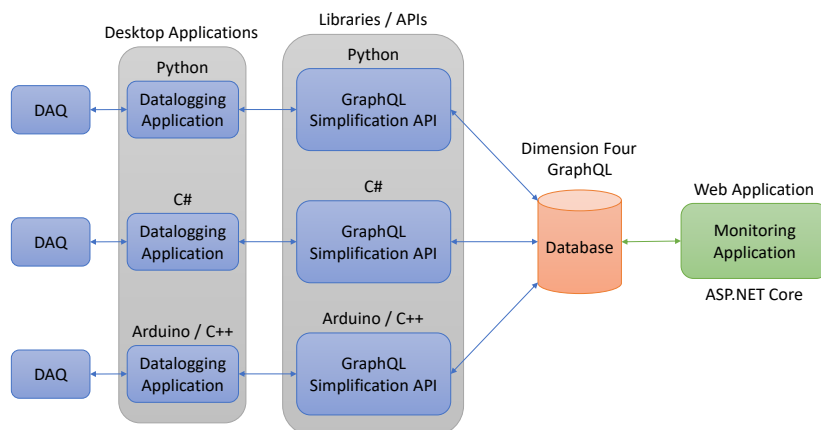 Libraries / APIs
Desktop Applications
Python
Python
DAQ
Datalogging
Application
GraphQL
Simplification API
Dimension Four
GraphQL
C#
C#
Web Application
DAQ
Datalogging
Application
GraphQL
Simplification API
Database
Monitoring
Application
ASP.NET Core
Arduino / C++
Arduino / C++
DAQ
Datalogging
Application
GraphQL
Simplification API